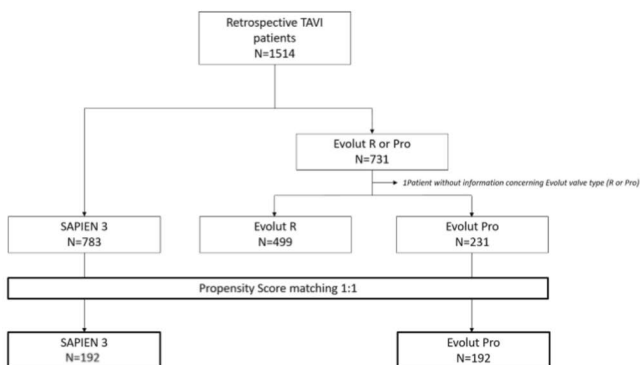 Retrospective TAVI
patients
N=1514
Evolut R or Pro
N=731
1Patient without information concerning Evolut valve type (R or Pro)
SAPIEN 3
N=783
Evolut R
N=499
Evolut Pro
N=231
Propensity Score matching 1:1
SAPIEN 3
N=192
Evolut Pro
N=192